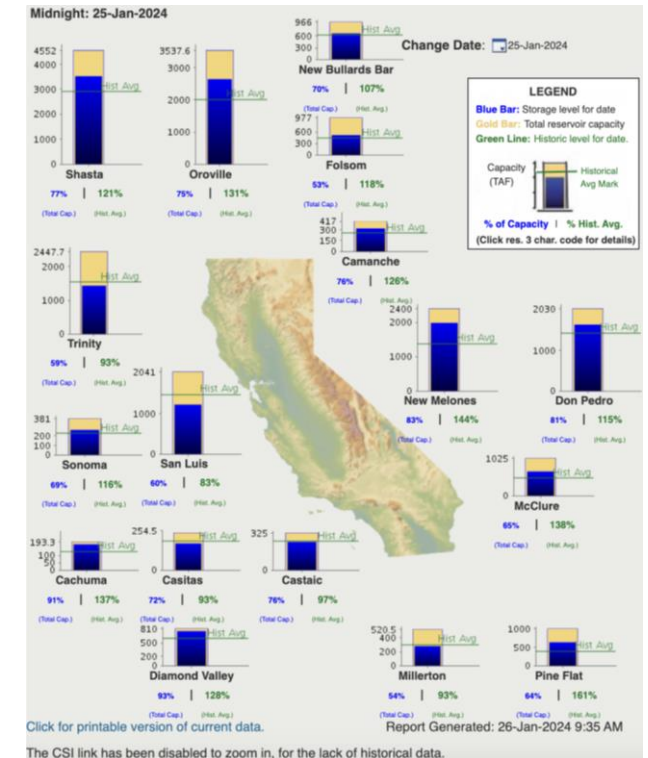 Midnight: 25-Jan-2024
Change Date: 25-Jan-2024
4552
4000
3000
2000
1000
0
Hist Avg
Shasta
77% | 121%
(Total Cap.) (Hist. Avg.)
3537.6
3000
2000
1000
0
Hist Avg
Oroville
75% | 131%
(Total Cap.) (Hist. Avg.)
966
600
300
0
Hist Avg
New Bullards Bar
70% | 107%
(Total Cap.) (Hist. Avg.)
977
600
300
0
Hist Avg
Folsom
53% | 118%
(Total Cap.) (Hist. Avg.)
LEGEND
Blue Bar: Storage level for date
Gold Bar: Total reservoir capacity
Green Line: Historic level for date.
Capacity
(TAF)
Historical
Avg Mark
% of Capacity | % Hist. Avg.
(Click res. 3 char. code for details)
417
300
150
0
Hist Avg
Camanche
76% | 126%
(Total Cap.) (Hist. Avg.)
2447.7
2000
1000
0
Hist Avg
Trinity
59% | 93%
(Total Cap.) (Hist. Avg.)
2400
2000
1000
0
Hist Avg
New Melones
83% | 144%
(Total Cap.) (Hist. Avg.)
2030
1000
0
Hist Avg
Don Pedro
81% | 115%
(Total Cap.) (Hist. Avg.)
381
200
100
0
Hist Avg
Sonoma
69% | 116%
(Total Cap.) (Hist. Avg.)
2041
1000
0
Hist Avg
San Luis
60% | 83%
(Total Cap.) (Hist. Avg.)
1025
500
0
Hist Avg
McClure
65% | 138%
(Total Cap.) (Hist. Avg.)
193.3
100
50
0
Hist Avg
Cachuma
91% | 137%
(Total Cap.) (Hist. Avg.)
254.5
0
Hist Avg
Casitas
72% | 93%
(Total Cap.) (Hist. Avg.)
325
0
Hist Avg
Castaic
76% | 97%
(Total Cap.) (Hist. Avg.)
810
500
200
0
Hist Avg
Diamond Valley
93% | 128%
(Total Cap.) (Hist. Avg.)
520.5
400
200
0
Hist Avg
Millerton
54% | 93%
(Total Cap.) (Hist. Avg.)
1000
500
0
Hist Avg
Pine Flat
64% | 161%
(Total Cap.) (Hist. Avg.)
Click for printable version of current data.
Report Generated: 26-Jan-2024 9:35 AM
The CSI link has been disabled to zoom in, for the lack of historical data.